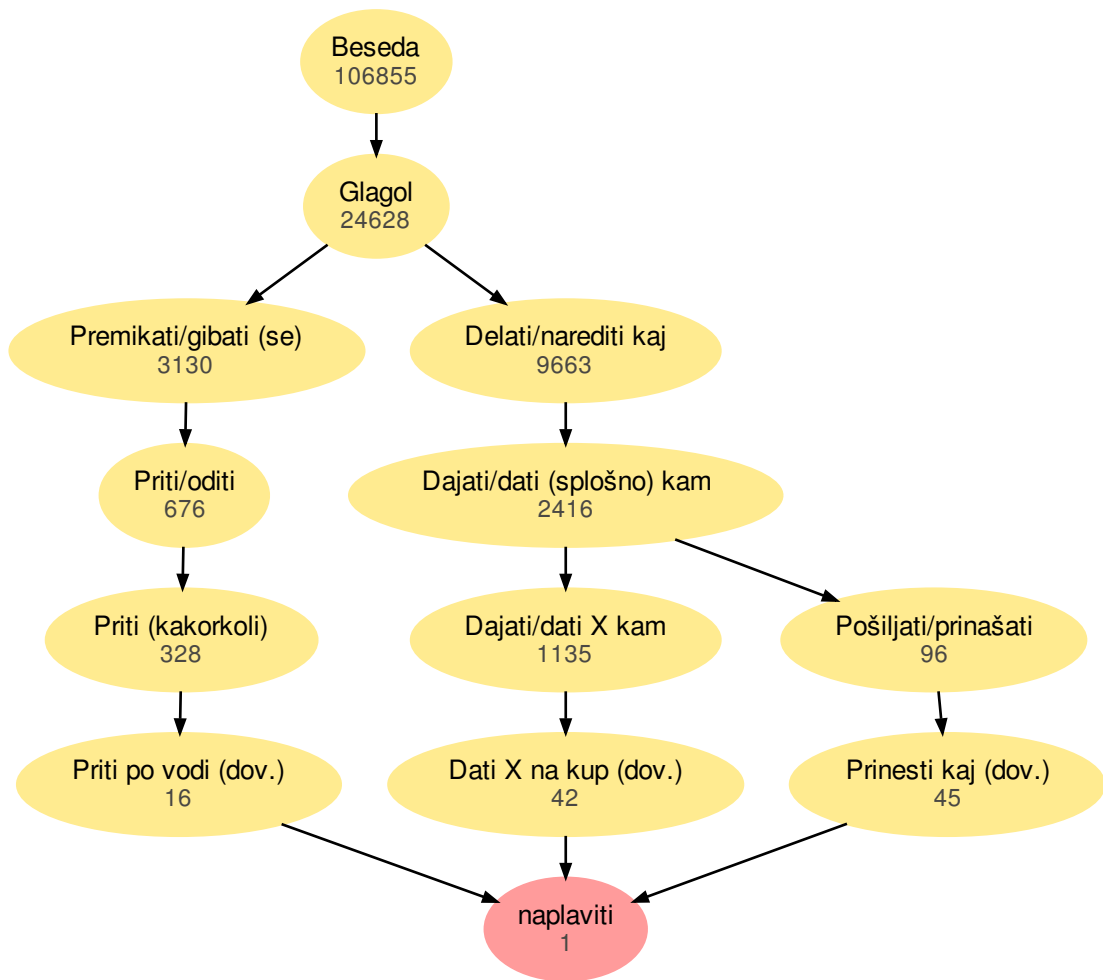 Beseda
106855
Glagol
24628
Premikati/gibati (se)
3130
Delati/narediti kaj
9663
Priti/oditi
676
Dajati/dati (splošno) kam
2416
Priti (kakorkoli)
328
Dajati/dati X kam
1135
Pošiljati/prinašati
96
Priti po vodi (dov.)
16
Dati X na kup (dov.)
42
Prinesti kaj (dov.)
45
naplaviti
1